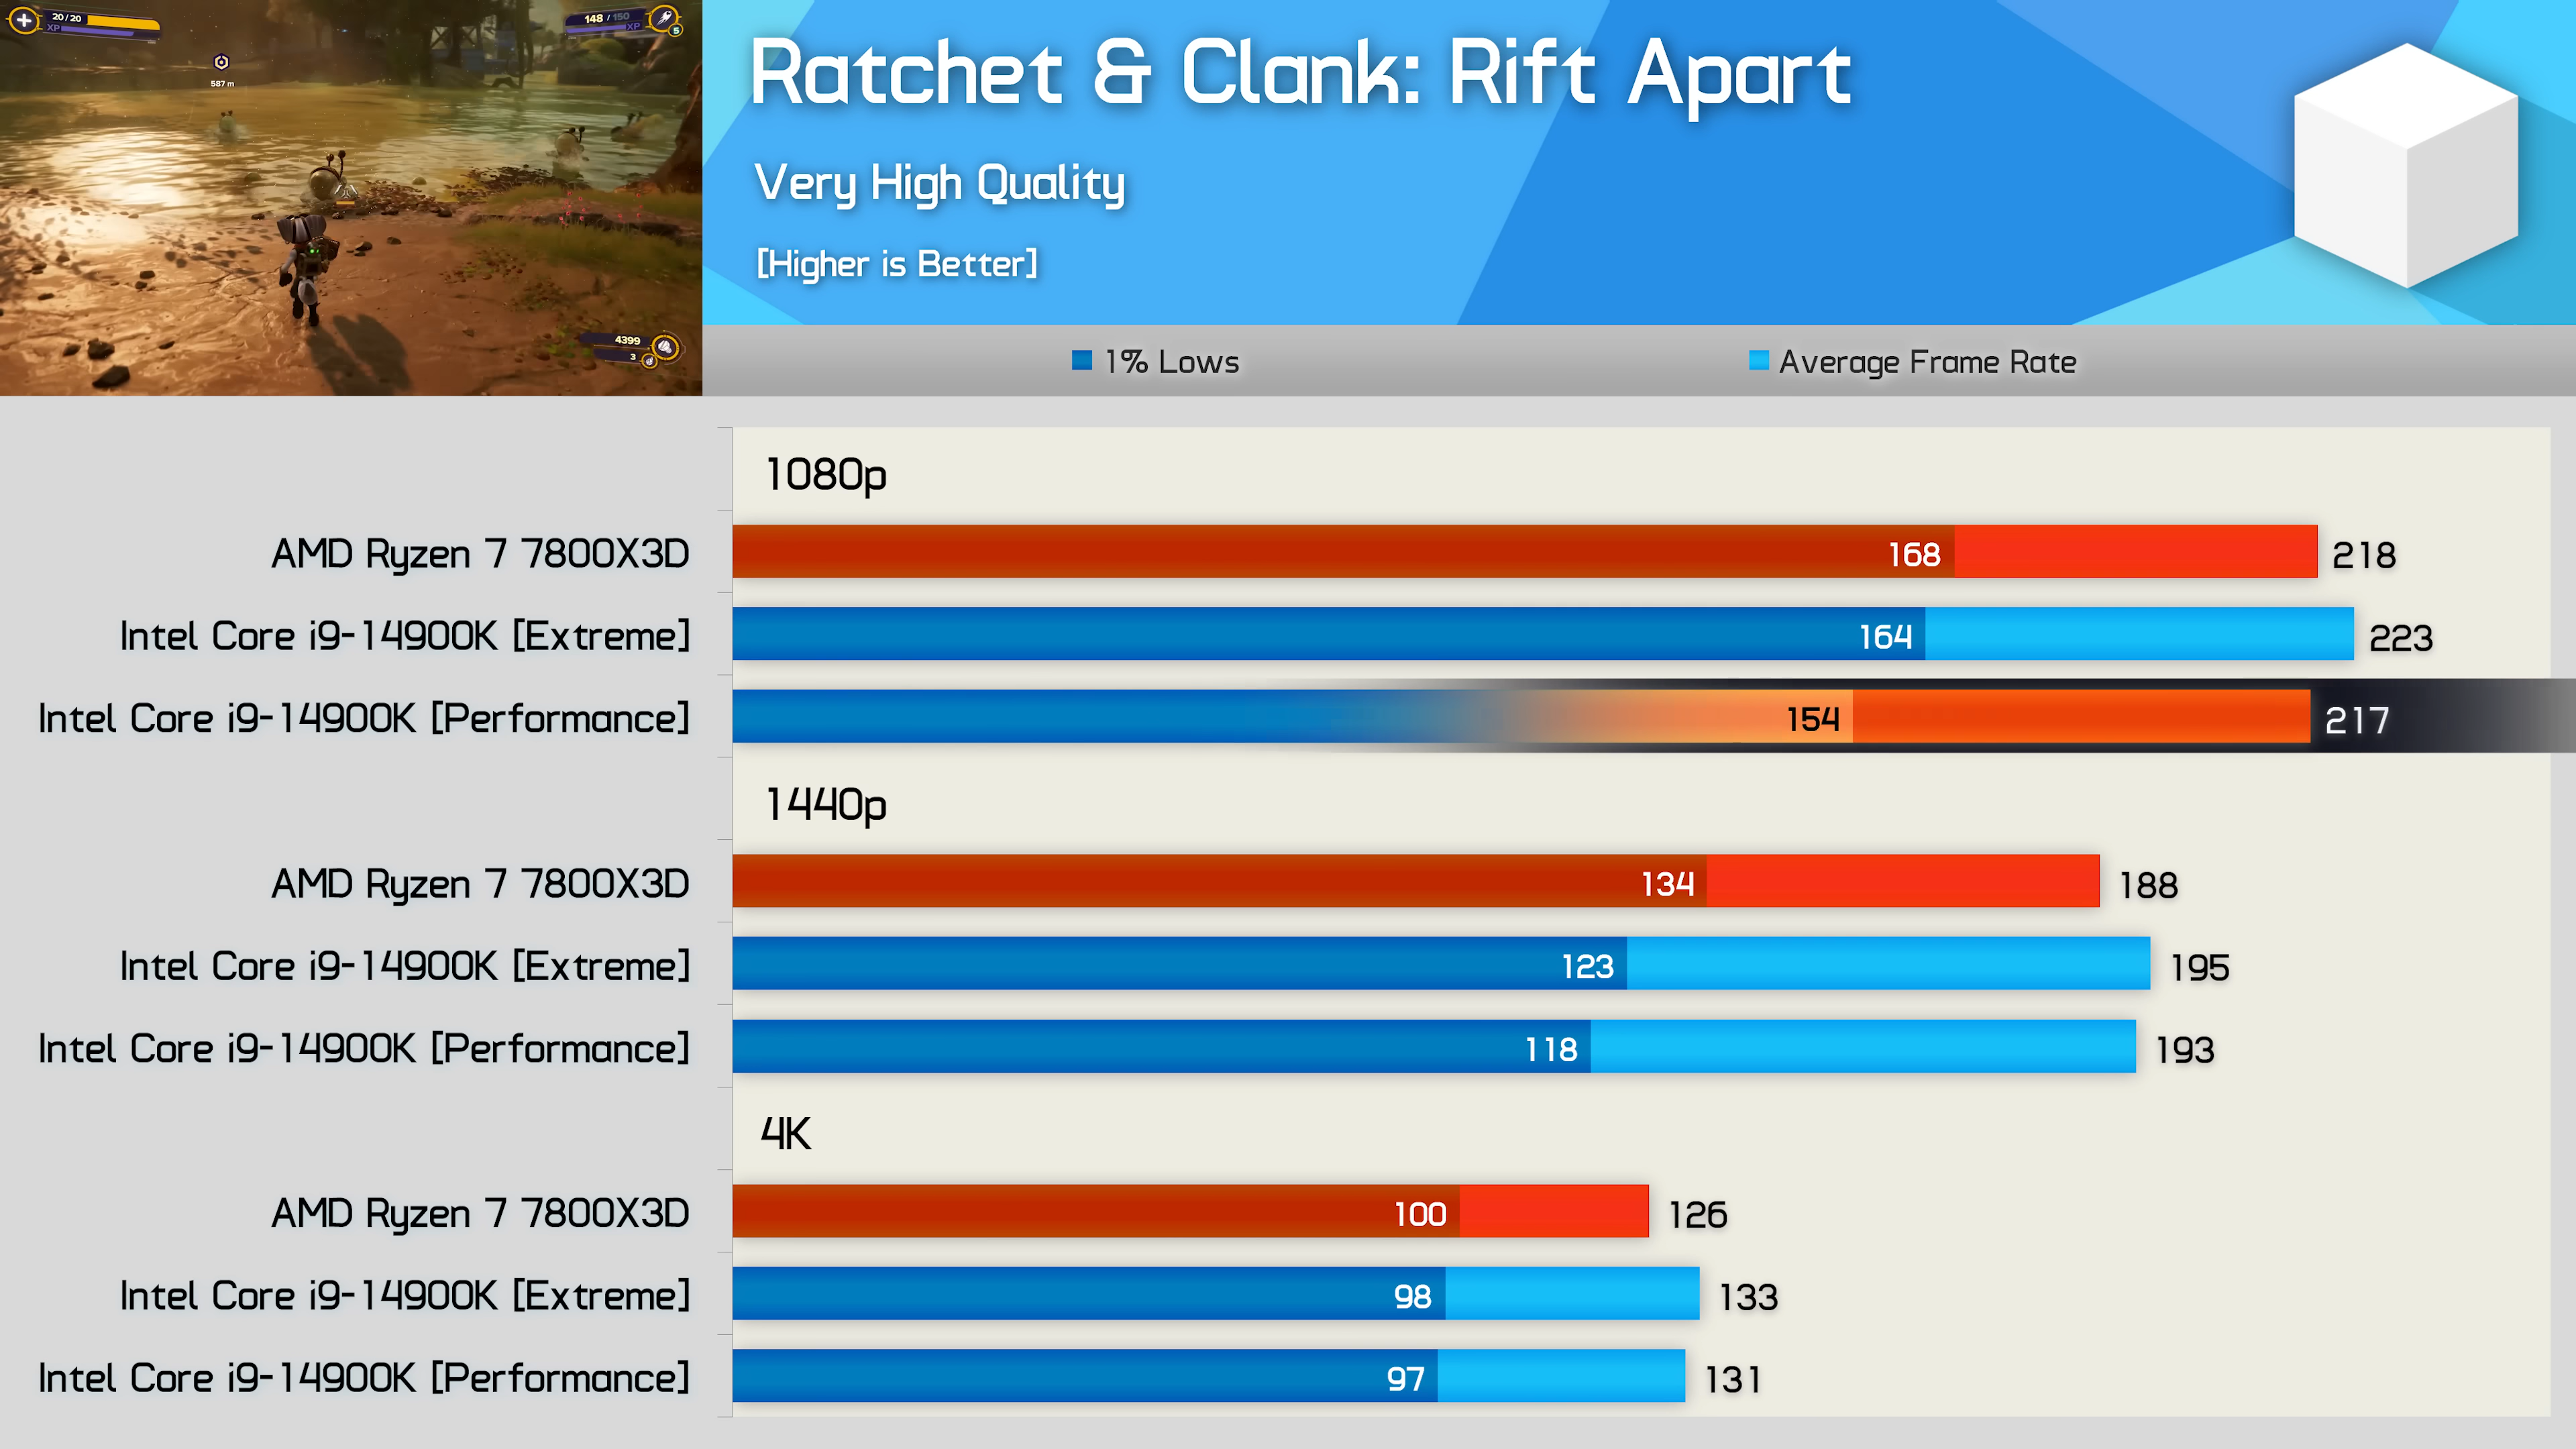 20/20
XP
587 m
148 / 150
XP
5
4399
3
Ratchet & Clank: Rift Apart
Very High Quality
[Higher is Better]
1% Lows
Average Frame Rate
1080p
AMD Ryzen 7 7800X3D 168 218
Intel Core i9-14900K [Extreme] 164 223
Intel Core i9-14900K [Performance] 154 217
1440p
AMD Ryzen 7 7800X3D 134 188
Intel Core i9-14900K [Extreme] 123 195
Intel Core i9-14900K [Performance] 118 193
4K
AMD Ryzen 7 7800X3D 100 126
Intel Core i9-14900K [Extreme] 98 133
Intel Core i9-14900K [Performance] 97 131